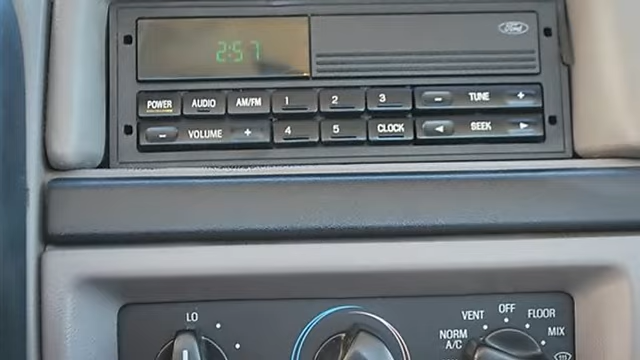 2:57
Ford
POWER AUDIO AM/FM 1 2 3 - TUNE +
- VOLUME + 4 5 CLOCK ◄ SEEK ►
LO
VENT OFF FLOOR
NORM A/C MIX